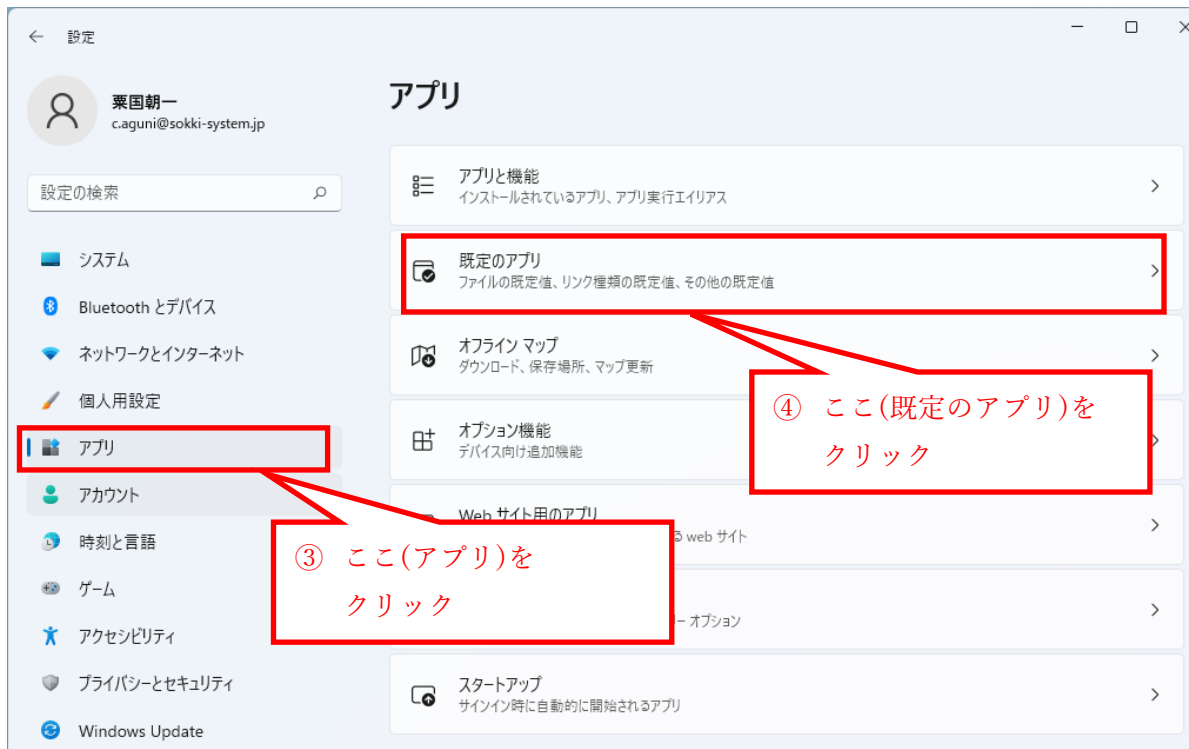 設定
粟国朝一
c.aguni@sokki-system.jp
設定の検索
システム
Bluetooth とデバイス
ネットワークとインターネット
個人用設定
アプリ
アカウント
時刻と言語
ゲーム
アクセシビリティ
プライバシーとセキュリティ
Windows Update
アプリ
アプリと機能
インストールされているアプリ、アプリ実行エイリアス
既定のアプリ
ファイルの既定値、リンク種類の既定値、その他の既定値
オフライン マップ
ダウンロード、保存場所、マップ更新
オプション機能
デバイス向け追加機能
Web サイト用のアプリ
る web サイト
ー オプション
スタートアップ
サインイン時に自動的に開始されるアプリ
③ ここ(アプリ)を
クリック
④ ここ(既定のアプリ)を
クリック